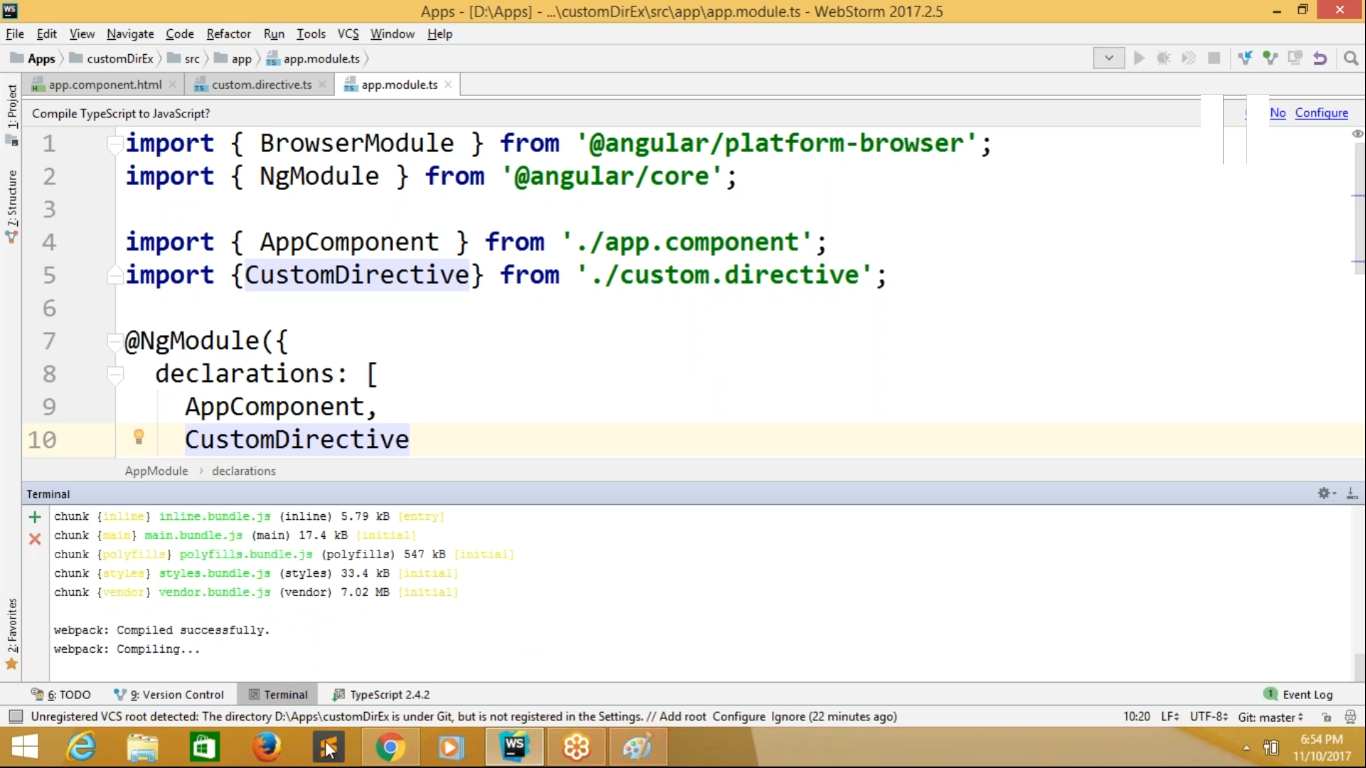 Apps - [D:\Apps] - ...\customDirEx\src\app\app.module.ts - WebStorm 2017.2.5
File Edit View Navigate Code Refactor Run Tools VCS Window Help
Apps customDirEx src app app.module.ts
app.component.html custom.directive.ts app.module.ts
Compile TypeScript to JavaScript? No Configure
1 import { BrowserModule } from '@angular/platform-browser';
2 import { NgModule } from '@angular/core';
3
4 import { AppComponent } from './app.component';
5 import {CustomDirective} from './custom.directive';
6
7 @NgModule({
8 declarations: [
9 AppComponent,
10 CustomDirective
AppModule › declarations
Terminal
chunk {inline} inline.bundle.js (inline) 5.79 kB [entry]
chunk {main} main.bundle.js (main) 17.4 kB [initial]
chunk {polyfills} polyfills.bundle.js (polyfills) 547 kB [initial]
chunk {styles} styles.bundle.js (styles) 33.4 kB [initial]
chunk {vendor} vendor.bundle.js (vendor) 7.02 MB [initial]
webpack: Compiled successfully.
webpack: Compiling...
1: Project
7: Structure
2: Favorites
6: TODO 9: Version Control Terminal TypeScript 2.4.2 1 Event Log
Unregistered VCS root detected: The directory D:\Apps\customDirEx is under Git, but is not registered in the Settings. // Add root Configure Ignore (22 minutes ago) 10:20 LF UTF-8 Git: master
6:54 PM
11/10/2017